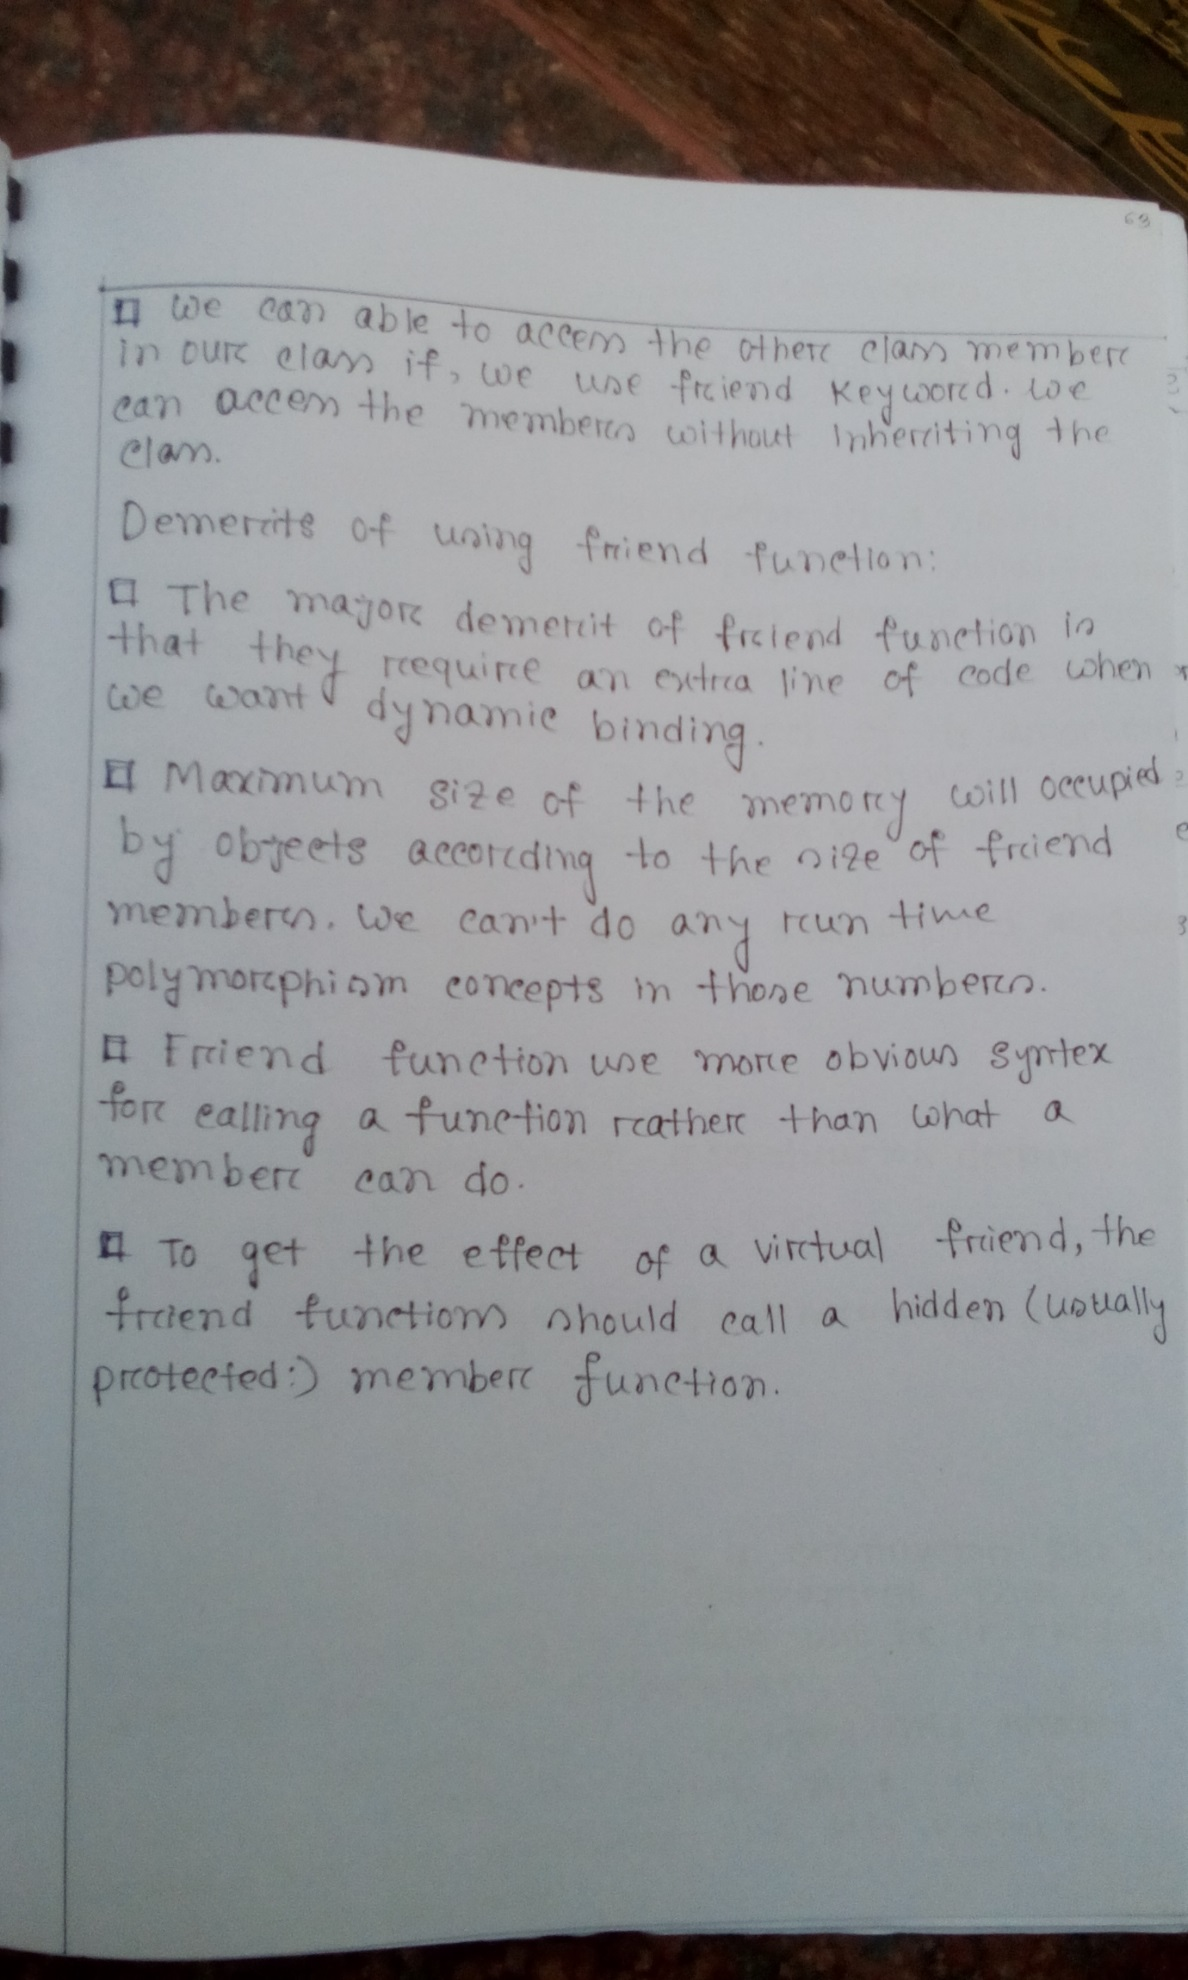 69
□ We can able to access the other class member
in our class if, we use friend keyword. We
can access the members without inheriting the
class.
Demerits of using friend function:
□ The major demerit of friend function is
that they require an extra line of code when
we want dynamic binding.
□ Maximum size of the memory will occupied
by objects according to the size of friend
members. We can't do any run time
polymorphism concepts in those numbers.
□ Friend function use more obvious syntex
for calling a function rather than what a
member can do.
□ To get the effect of a virtual friend, the
friend functions should call a hidden (usually
protected:) member function.